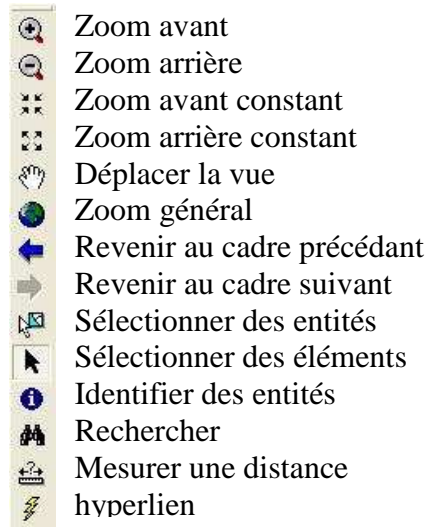 Zoom avant
Zoom arrière
Zoom avant constant
Zoom arrière constant
Déplacer la vue
Zoom général
Revenir au cadre précédant
Revenir au cadre suivant
Sélectionner des entités
Sélectionner des éléments
Identifier des entités
Rechercher
Mesurer une distance
hyperlien